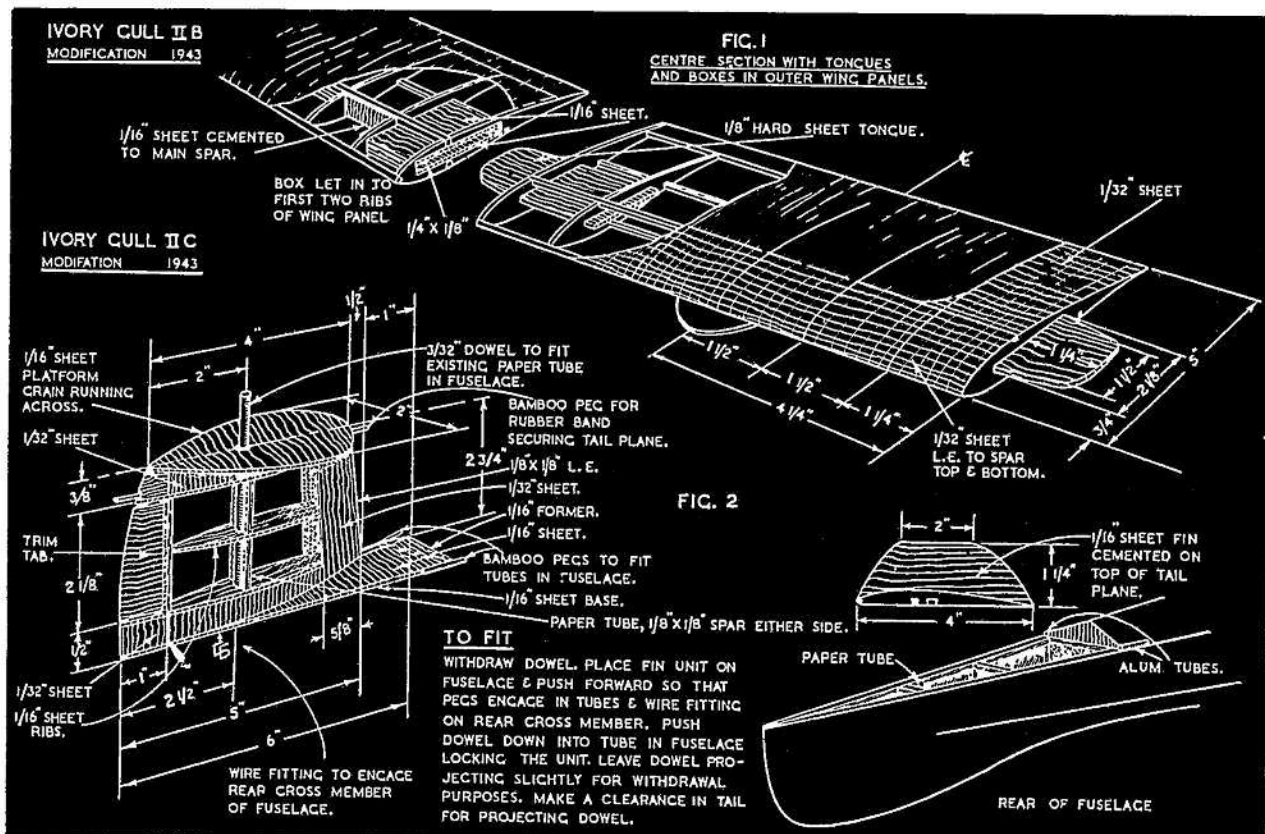 IVORY GULL II B
MODIFICATION 1943
FIG. 1
CENTRE SECTION WITH TONGUES
AND BOXES IN OUTER WING PANELS.
1/16" SHEET.
1/8" HARD SHEET TONGUE.
1/16" SHEET CEMENTED
TO MAIN SPAR.
BOX LET IN TO
FIRST TWO RIBS
OF WING PANEL
1/4" X 1/8"
℄
1/32" SHEET
1 1/2"
1 1/2"
1 1/4"
4 1/4"
1 1/4"
1 1/2"
2 1/8"
5"
3/4"
1/32" SHEET
L.E. TO SPAR
TOP & BOTTOM.
IVORY GULL II C
MODIFATION 1943
1/2"
1"
4"
2"
2"
1/16" SHEET
PLATFORM
GRAIN RUNNING
ACROSS.
1/32" SHEET
3/8"
TRIM
TAB.
2 1/8"
1/2"
1/32" SHEET
1/16" SHEET
RIBS.
3/32" DOWEL TO FIT
EXISTING PAPER TUBE
IN FUSELAGE.
BAMBOO PEG FOR
RUBBER BAND
SECURING TAIL PLANE.
2 3/4"
1/8" X 1/8" L.E.
1/32" SHEET.
1/16" FORMER.
1/16" SHEET.
BAMBOO PEGS TO FIT
TUBES IN FUSELAGE.
1/16" SHEET BASE.
PAPER TUBE, 1/8" X 1/8" SPAR EITHER SIDE.
5/8"
1"
2 1/2"
5"
6"
WIRE FITTING TO ENGAGE
REAR CROSS MEMBER
OF FUSELAGE.
TO FIT
WITHDRAW DOWEL. PLACE FIN UNIT ON
FUSELAGE & PUSH FORWARD SO THAT
PEGS ENGAGE IN TUBES & WIRE FITTING
ON REAR CROSS MEMBER. PUSH
DOWEL DOWN INTO TUBE IN FUSELAGE
LOCKING THE UNIT. LEAVE DOWEL PRO-
JECTING SLIGHTLY FOR WITHDRAWAL
PURPOSES. MAKE A CLEARANCE IN TAIL
FOR PROJECTING DOWEL.
FIG. 2
2"
1/16" SHEET FIN
CEMENTED ON
TOP OF TAIL
PLANE.
1 1/4"
4"
PAPER TUBE
ALUM. TUBES.
REAR OF FUSELAGE